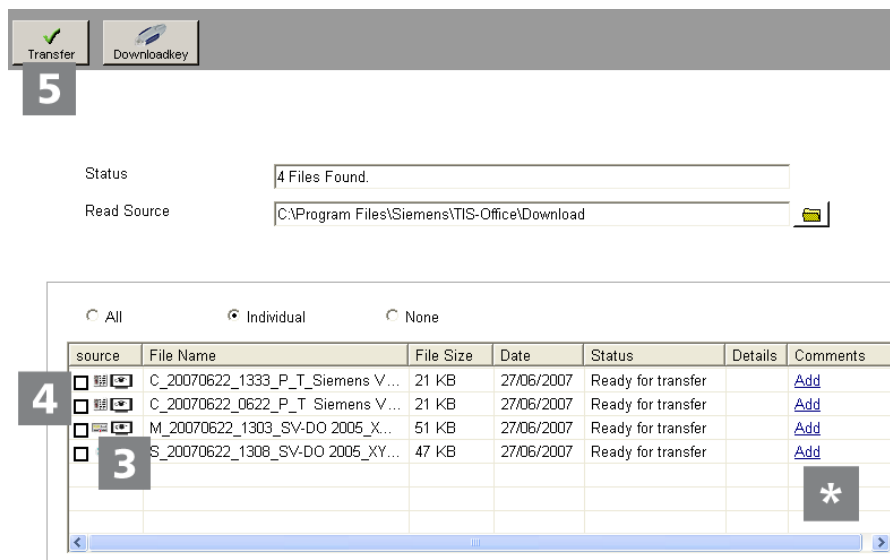 Transfer Downloadkey
5
Status 4 Files Found.
Read Source C:\Program Files\Siemens\TIS-Office\Download
All Individual None
source File Name File Size Date Status Details Comments
C_20070622_1333_P_T_Siemens V... 21 KB 27/06/2007 Ready for transfer Add
4 C_20070622_0622_P_T Siemens V... 21 KB 27/06/2007 Ready for transfer Add
M_20070622_1303_SV-DO 2005_X... 51 KB 27/06/2007 Ready for transfer Add
S_20070622_1308_SV-DO 2005_XY... 47 KB 27/06/2007 Ready for transfer Add
3 *